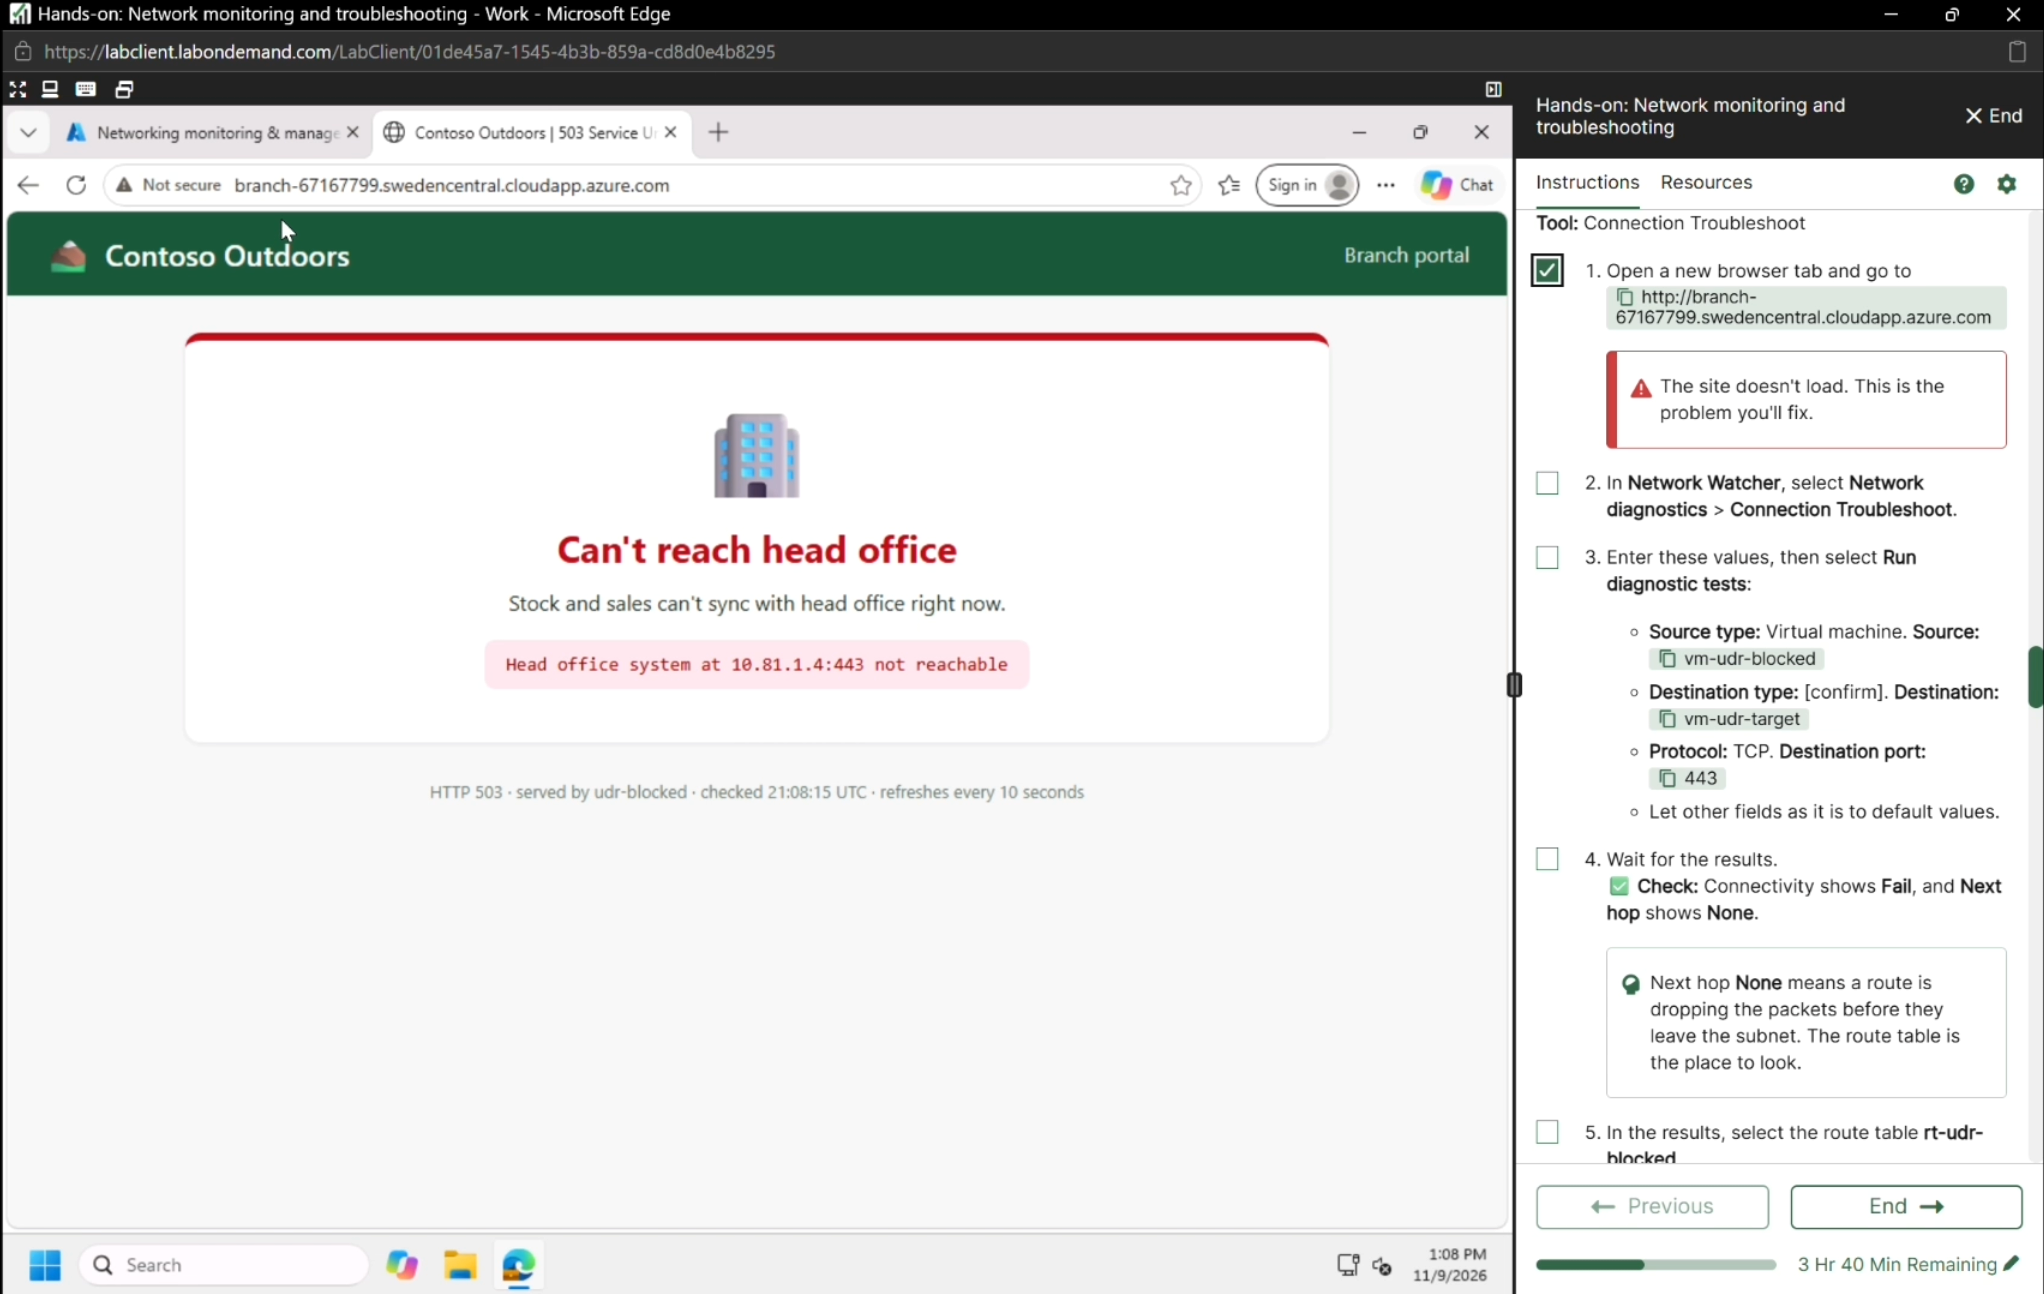 Hands-on: Network monitoring and troubleshooting - Work - Microsoft Edge
https://labclient.labondemand.com/LabClient/01de45a7-1545-4b3b-859a-cd8d0e4b8295
Networking monitoring & manage
Contoso Outdoors | 503 Service U
Not secure branch-67167799.swedencentral.cloudapp.azure.com
Sign in
Chat
Contoso Outdoors
Branch portal
Can't reach head office
Stock and sales can't sync with head office right now.
Head office system at 10.81.1.4:443 not reachable
HTTP 503 · served by udr-blocked · checked 21:08:15 UTC · refreshes every 10 seconds
Search
1:08 PM
11/9/2026
Hands-on: Network monitoring and
troubleshooting
End
Instructions
Resources
Tool: Connection Troubleshoot
1. Open a new browser tab and go to
http://branch-
67167799.swedencentral.cloudapp.azure.com
The site doesn't load. This is the
problem you'll fix.
2. In Network Watcher, select Network
diagnostics > Connection Troubleshoot.
3. Enter these values, then select Run
diagnostic tests:
Source type: Virtual machine. Source:
vm-udr-blocked
Destination type: [confirm]. Destination:
vm-udr-target
Protocol: TCP. Destination port:
443
Let other fields as it is to default values.
4. Wait for the results.
Check: Connectivity shows Fail, and Next
hop shows None.
Next hop None means a route is
dropping the packets before they
leave the subnet. The route table is
the place to look.
5. In the results, select the route table rt-udr-
blocked
← Previous
End →
3 Hr 40 Min Remaining